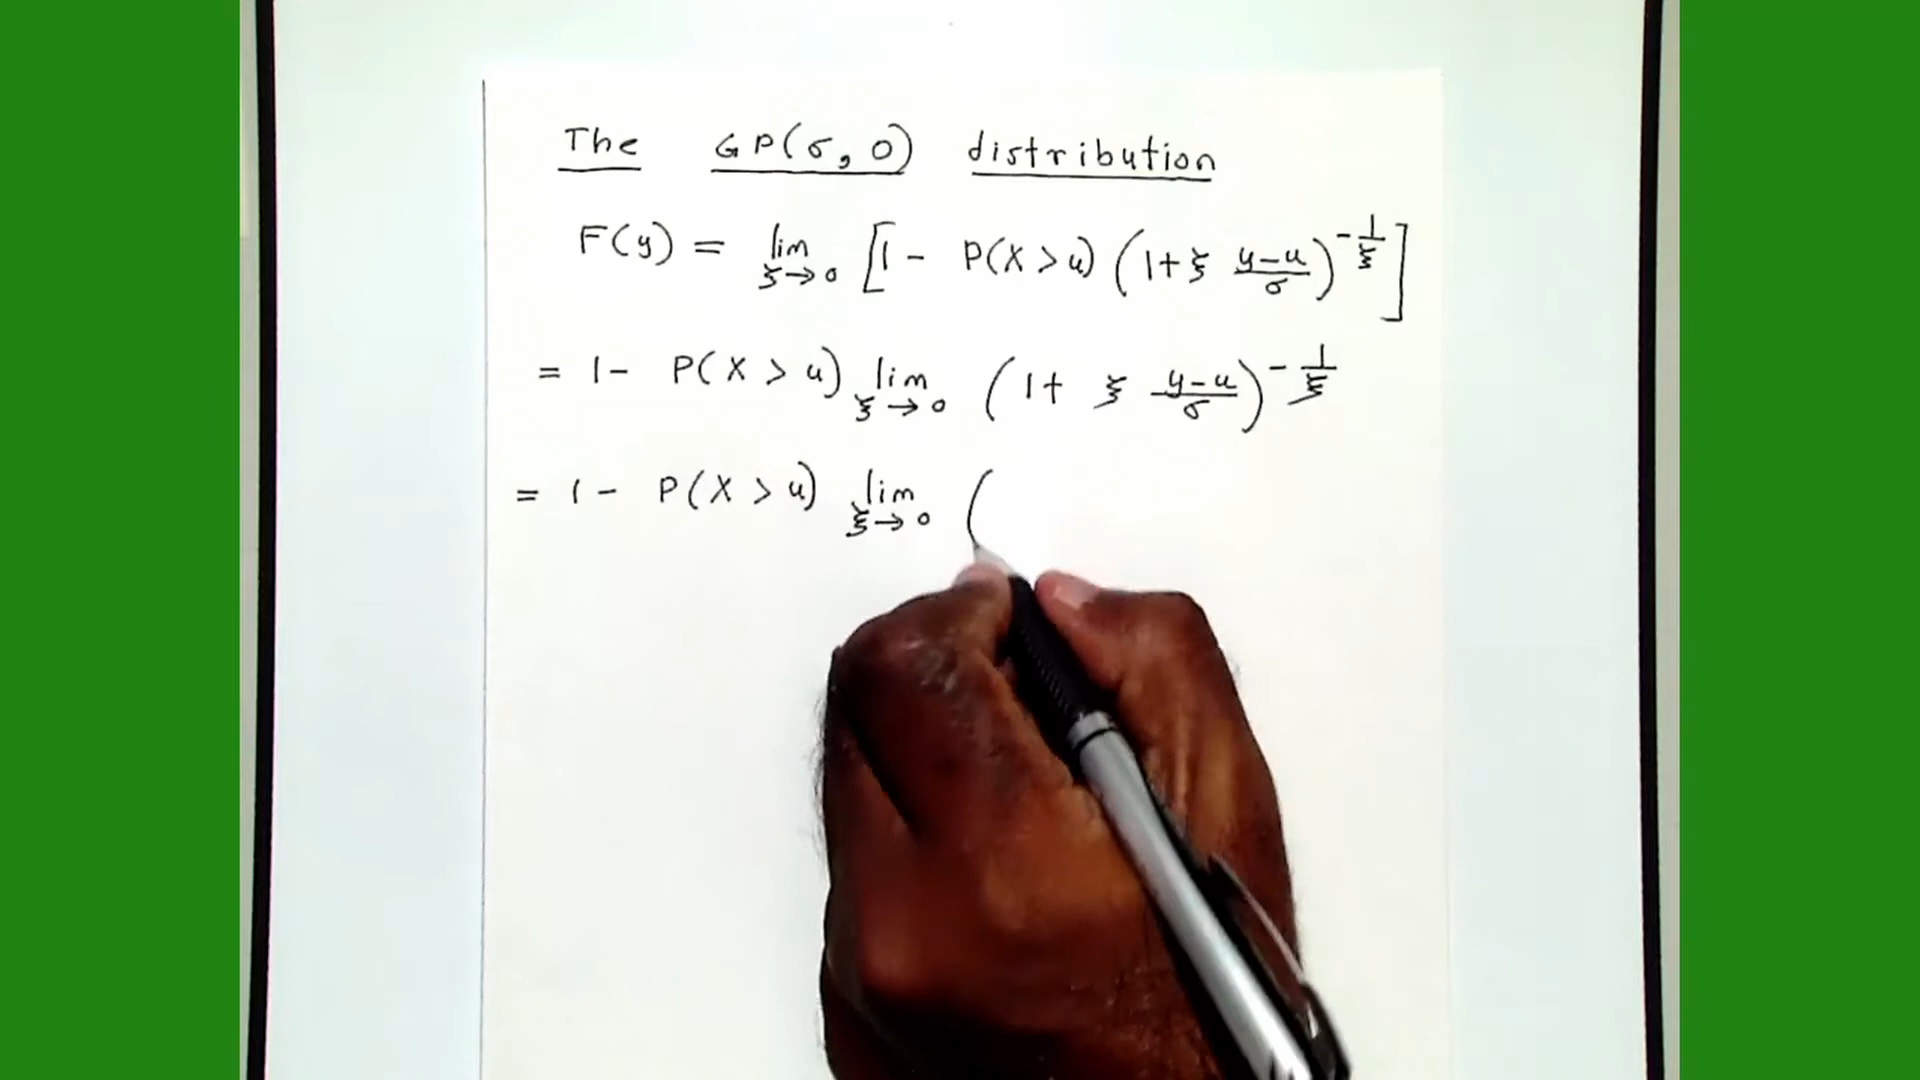 The GP(σ, 0) distribution
F(y) = lim ξ→0 [1 - P(X > u) (1 + ξ (y-u)/σ)^(-1/ξ)]
= 1 - P(X > u) lim ξ→0 (1 + ξ (y-u)/σ)^(-1/ξ)
= 1 - P(X > u) lim ξ→0 (